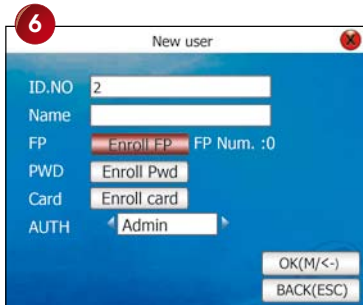 6
New user
ID.NO 2
Name
FP Enroll FP FP Num. :0
PWD Enroll Pwd
Card Enroll card
AUTH Admin
OK(M/<-)
BACK(ESC)